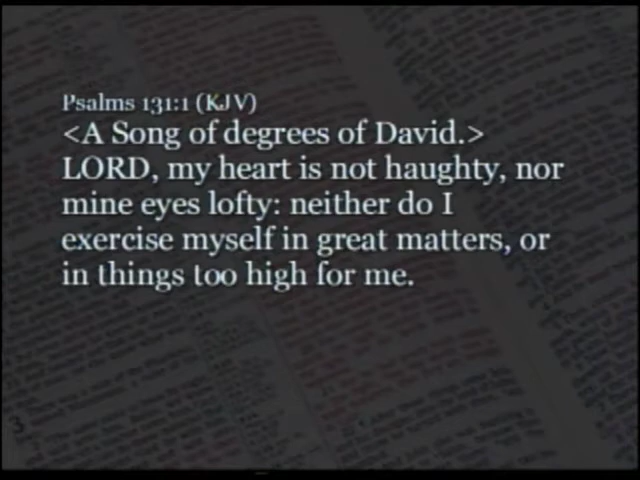 Psalms 131:1 (KJV)
<A Song of degrees of David.>
LORD, my heart is not haughty, nor
mine eyes lofty: neither do I
exercise myself in great matters, or
in things too high for me.